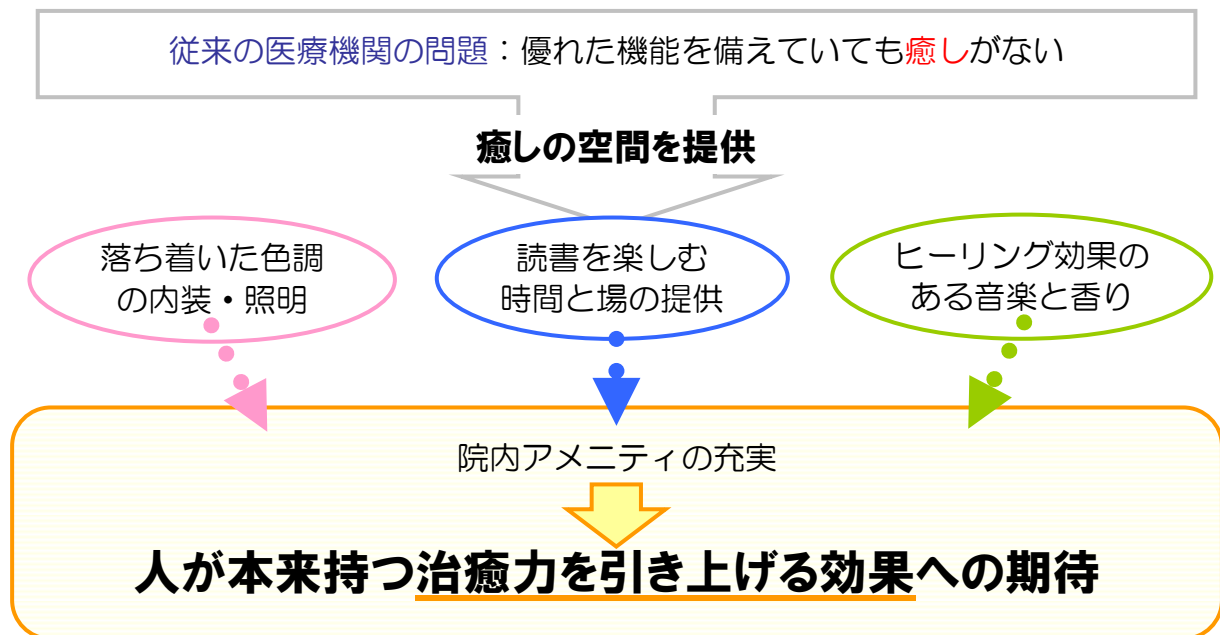 従来の医療機関の問題：優れた機能を備えていても癒しがない
癒しの空間を提供
落ち着いた色調
の内装・照明
読書を楽しむ
時間と場の提供
ヒーリング効果の
ある音楽と香り
院内アメニティの充実
人が本来持つ治癒力を引き上げる効果への期待